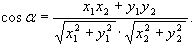 cos α = (x₁x₂ + y₁y₂) / (√(x₁² + y₁²) · √(x₂² + y₂²)).